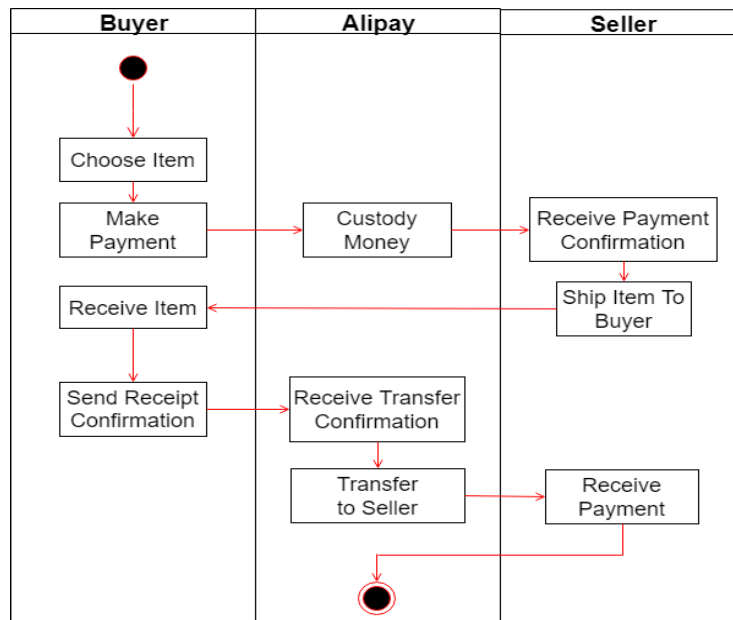 Buyer
Alipay
Seller
Choose Item
Make
Payment
Custody
Money
Receive Payment
Confirmation
Receive Item
Ship Item To
Buyer
Send Receipt
Confirmation
Receive Transfer
Confirmation
Transfer
to Seller
Receive
Payment